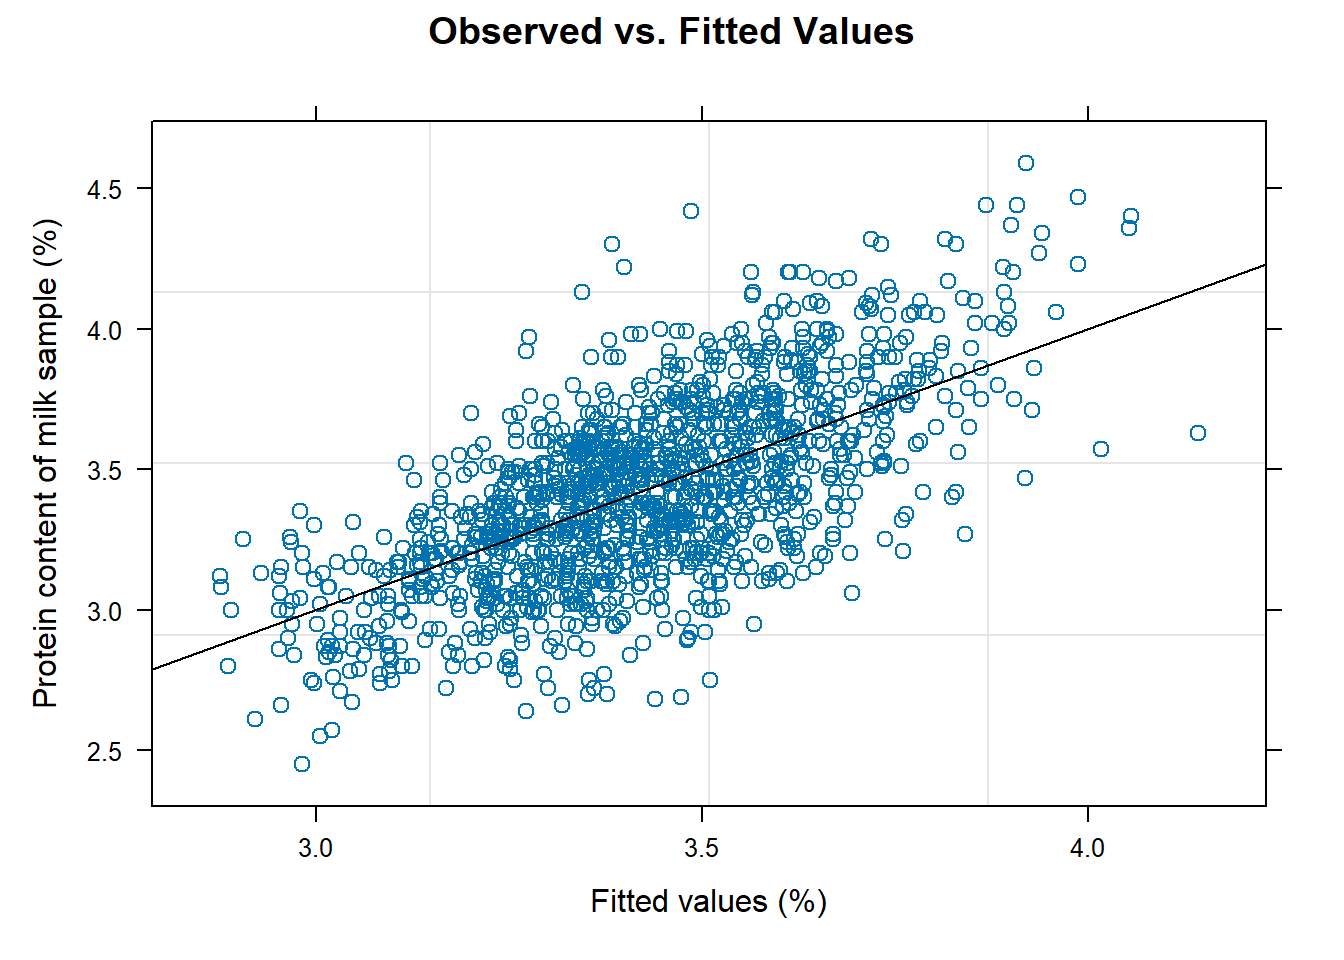 Observed vs. Fitted Values
Protein content of milk sample (%)
4.5
4.0
3.5
3.0
2.5
3.0 3.5 4.0
Fitted values (%)